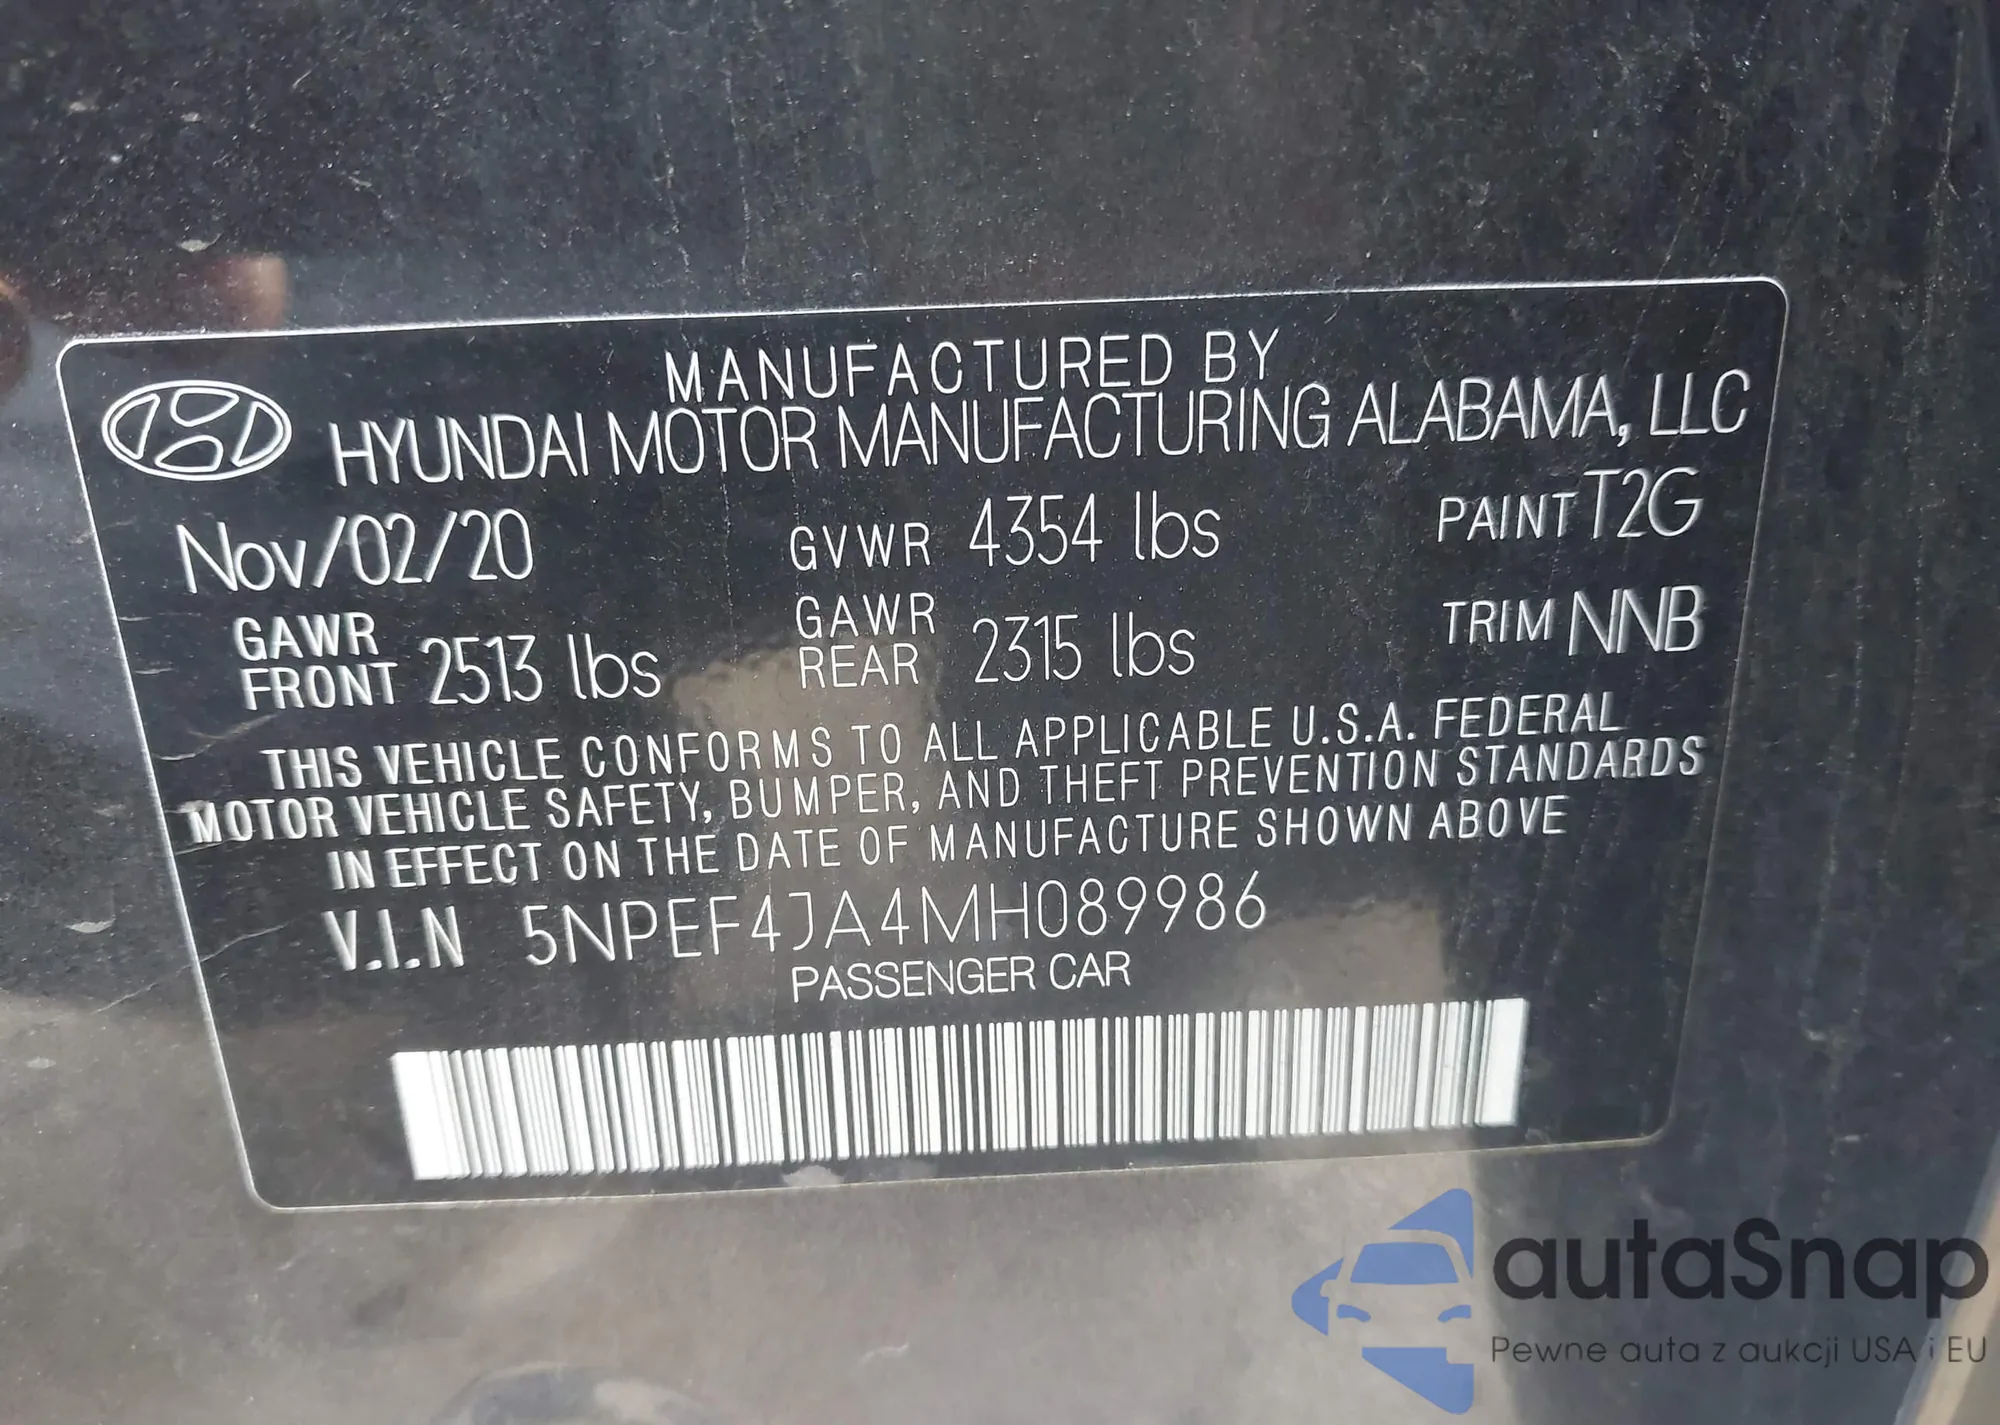 MANUFACTURED BY
HYUNDAI MOTOR MANUFACTURING ALABAMA, LLC
Nov/02/20 GVWR 4354 lbs PAINT T2G
GAWR FRONT 2513 lbs GAWR REAR 2315 lbs TRIM NNB
THIS VEHICLE CONFORMS TO ALL APPLICABLE U.S.A. FEDERAL
MOTOR VEHICLE SAFETY, BUMPER, AND THEFT PREVENTION STANDARDS
IN EFFECT ON THE DATE OF MANUFACTURE SHOWN ABOVE
V.I.N 5NPEF4JA4MH089986
PASSENGER CAR
autaSnap
Pewne auta z aukcji USA i EU